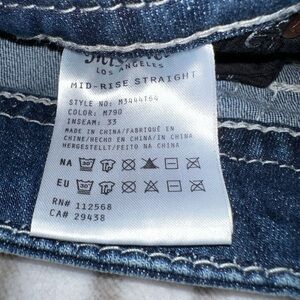 LOS ANGELES
MID-RISE STRAIGHT
STYLE NO: M3444T64
COLOR: M790
INSEAM: 33
MADE IN CHINA/FABRIQUÉ EN
CHINE/HECHO EN CHINA/IN CHINA
HERGESTELLT/FEITO NA CHINA
NA
EU
RN# 112568
CA# 29438